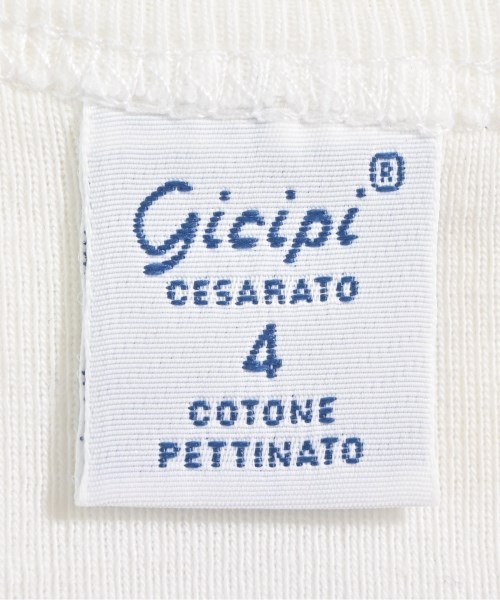 Gicipi®
CESARATO
4
COTONE
PETTINATO